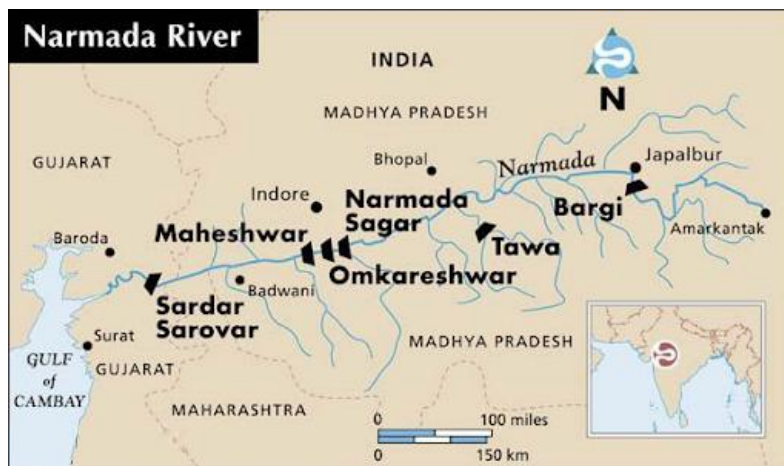 Narmada River
INDIA
N
MADHYA PRADESH
GUJARAT
Bhopal
Narmada
Japalbur
Indore
Narmada
Sagar
Bargi
Amarkantak
Baroda
Maheshwar
Tawa
Omkareshwar
Badwani
Sardar
Sarovar
Surat
MADHYA PRADESH
GULF
of
CAMBAY
GUJARAT
MAHARASHTRA
0 100 miles
0 150 km